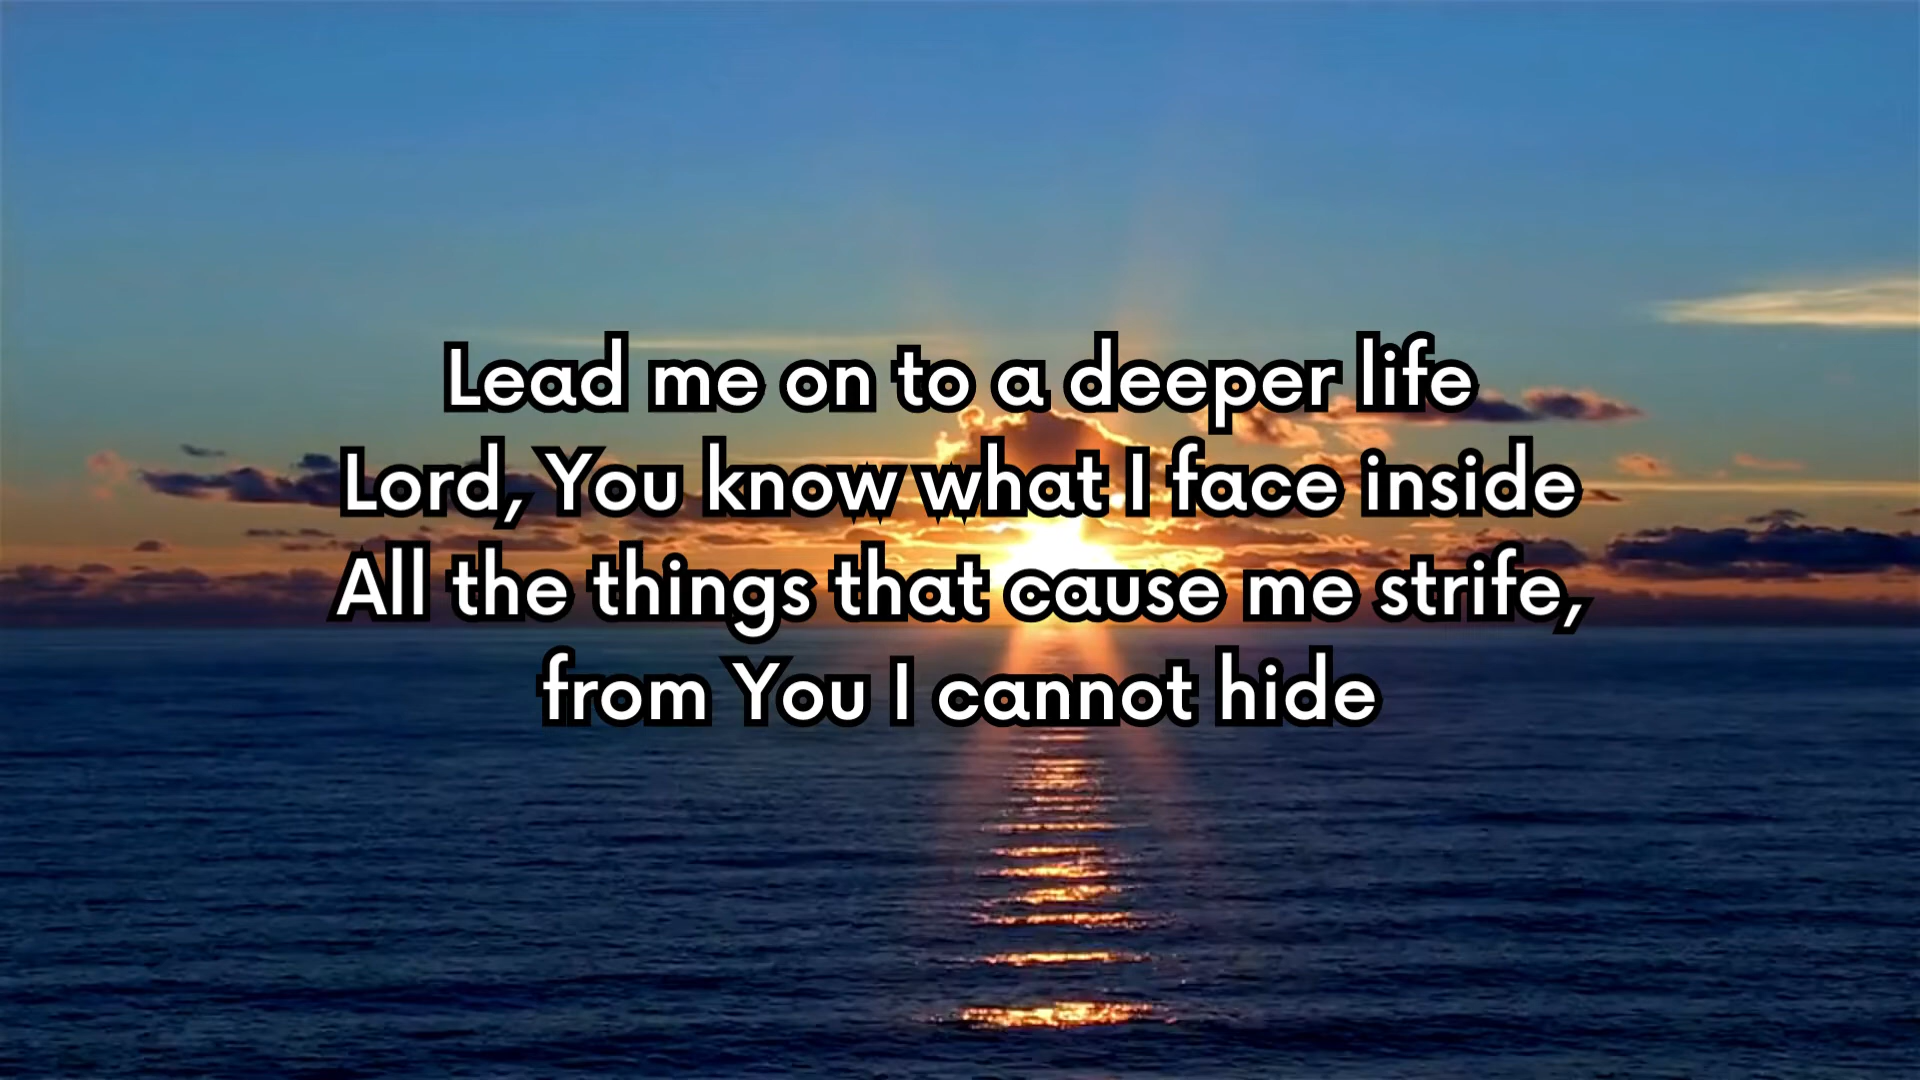 Lead me on to a deeper life
Lord, You know what I face inside
All the things that cause me strife,
from You I cannot hide